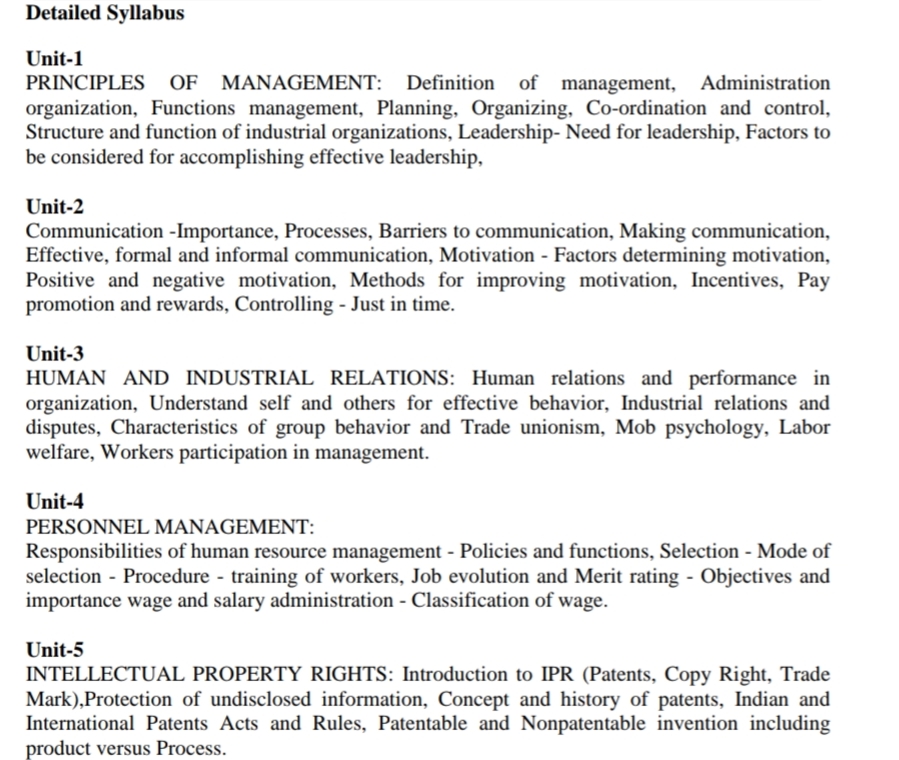 Detailed Syllabus
Unit-1
PRINCIPLES OF MANAGEMENT: Definition of management, Administration
organization, Functions management, Planning, Organizing, Co-ordination and control,
Structure and function of industrial organizations, Leadership- Need for leadership, Factors to
be considered for accomplishing effective leadership,
Unit-2
Communication -Importance, Processes, Barriers to communication, Making communication,
Effective, formal and informal communication, Motivation - Factors determining motivation,
Positive and negative motivation, Methods for improving motivation, Incentives, Pay
promotion and rewards, Controlling - Just in time.
Unit-3
HUMAN AND INDUSTRIAL RELATIONS: Human relations and performance in
organization, Understand self and others for effective behavior, Industrial relations and
disputes, Characteristics of group behavior and Trade unionism, Mob psychology, Labor
welfare, Workers participation in management.
Unit-4
PERSONNEL MANAGEMENT:
Responsibilities of human resource management - Policies and functions, Selection - Mode of
selection - Procedure - training of workers, Job evolution and Merit rating - Objectives and
importance wage and salary administration - Classification of wage.
Unit-5
INTELLECTUAL PROPERTY RIGHTS: Introduction to IPR (Patents, Copy Right, Trade
Mark),Protection of undisclosed information, Concept and history of patents, Indian and
International Patents Acts and Rules, Patentable and Nonpatentable invention including
product versus Process.